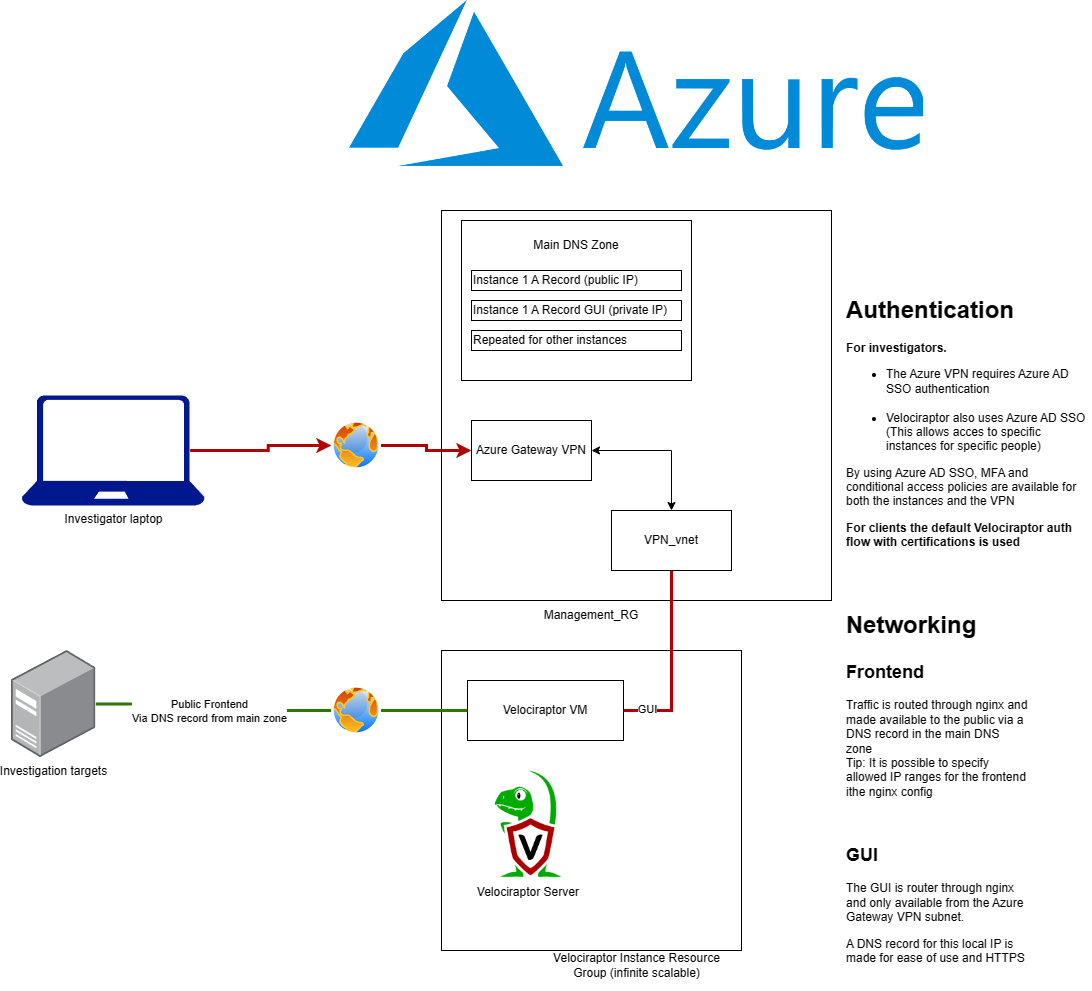 Azure
Main DNS Zone
Instance 1 A Record (public IP)
Instance 1 A Record GUI (private IP)
Repeated for other instances
Azure Gateway VPN
VPN_vnet
Management_RG
Investigator laptop
Investigation targets
Public Frontend
Via DNS record from main zone
Velociraptor VM
GUI
V
Velociraptor Server
Velociraptor Instance Resource
Group (infinite scalable)
Authentication
For investigators.
• The Azure VPN requires Azure AD
SSO authentication
• Velociraptor also uses Azure AD SSO
(This allows acces to specific
instances for specific people)
By using Azure AD SSO, MFA and
conditional access policies are available for
both the instances and the VPN
For clients the default Velociraptor auth
flow with certifications is used
Networking
Frontend
Traffic is routed through nginx and
made available to the public via a
DNS record in the main DNS
zone
Tip: It is possible to specify
allowed IP ranges for the frontend
ithe nginx config
GUI
The GUI is router through nginx
and only available from the Azure
Gateway VPN subnet.
A DNS record for this local IP is
made for ease of use and HTTPS